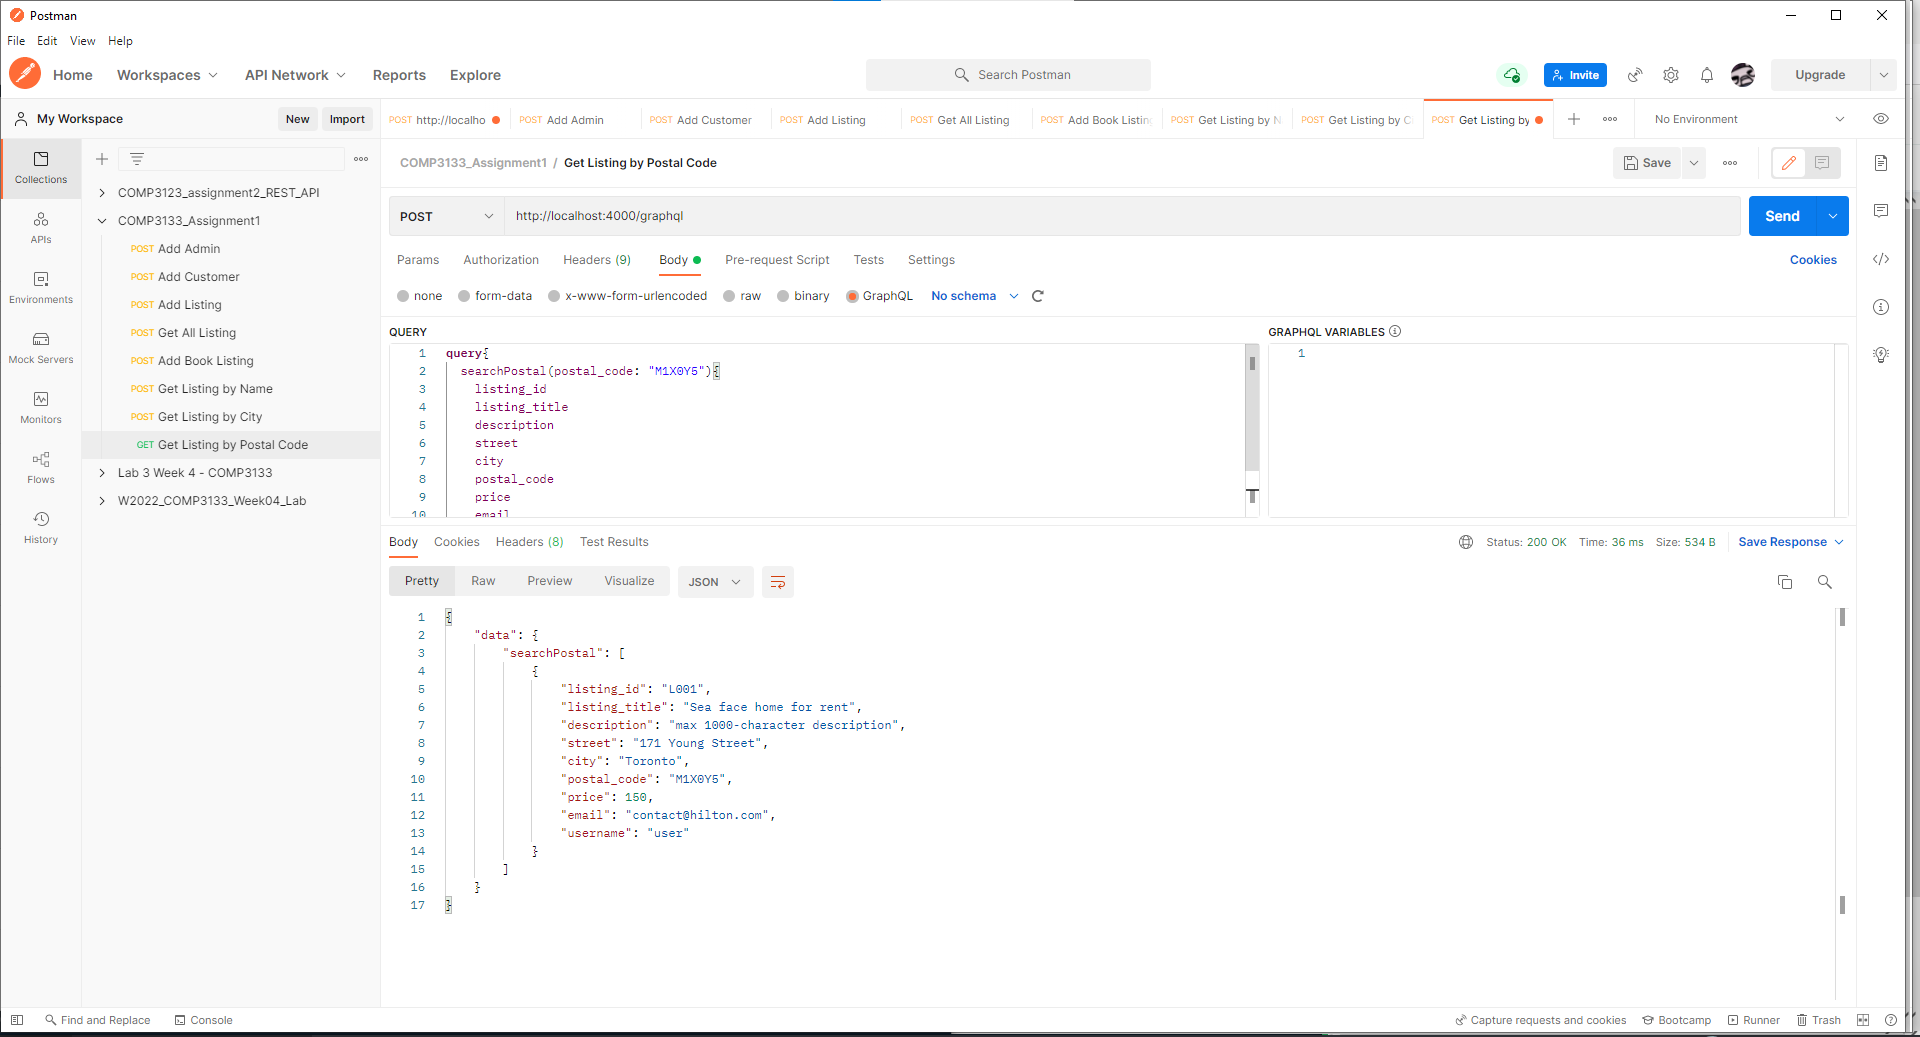 Postman
File Edit View Help
Home Workspaces API Network Reports Explore Search Postman Invite Upgrade
My Workspace New Import
POST http://localho POST Add Admin POST Add Customer POST Add Listing POST Get All Listing POST Add Book Listin POST Get Listing by N POST Get Listing by C POST Get Listing by No Environment
COMP3133_Assignment1 / Get Listing by Postal Code Save
Collections
APIs
Environments
Mock Servers
Monitors
Flows
History
COMP3123_assignment2_REST_API
COMP3133_Assignment1
POST Add Admin
POST Add Customer
POST Add Listing
POST Get All Listing
POST Add Book Listing
POST Get Listing by Name
POST Get Listing by City
GET Get Listing by Postal Code
Lab 3 Week 4 - COMP3133
W2022_COMP3133_Week04_Lab
POST http://localhost:4000/graphql Send
Params Authorization Headers (9) Body Pre-request Script Tests Settings Cookies
none form-data x-www-form-urlencoded raw binary GraphQL No schema
QUERY
1 query{
2 searchPostal(postal_code: "M1X0Y5"){
3 listing_id
4 listing_title
5 description
6 street
7 city
8 postal_code
9 price
10 email
GRAPHQL VARIABLES
1
Body Cookies Headers (8) Test Results Status: 200 OK Time: 36 ms Size: 534 B Save Response
Pretty Raw Preview Visualize JSON
1 {
2 "data": {
3 "searchPostal": [
4 {
5 "listing_id": "L001",
6 "listing_title": "Sea face home for rent",
7 "description": "max 1000-character description",
8 "street": "171 Young Street",
9 "city": "Toronto",
10 "postal_code": "M1X0Y5",
11 "price": 150,
12 "email": "contact@hilton.com",
13 "username": "user"
14 }
15 ]
16 }
17 }
Find and Replace Console Capture requests and cookies Bootcamp Runner Trash